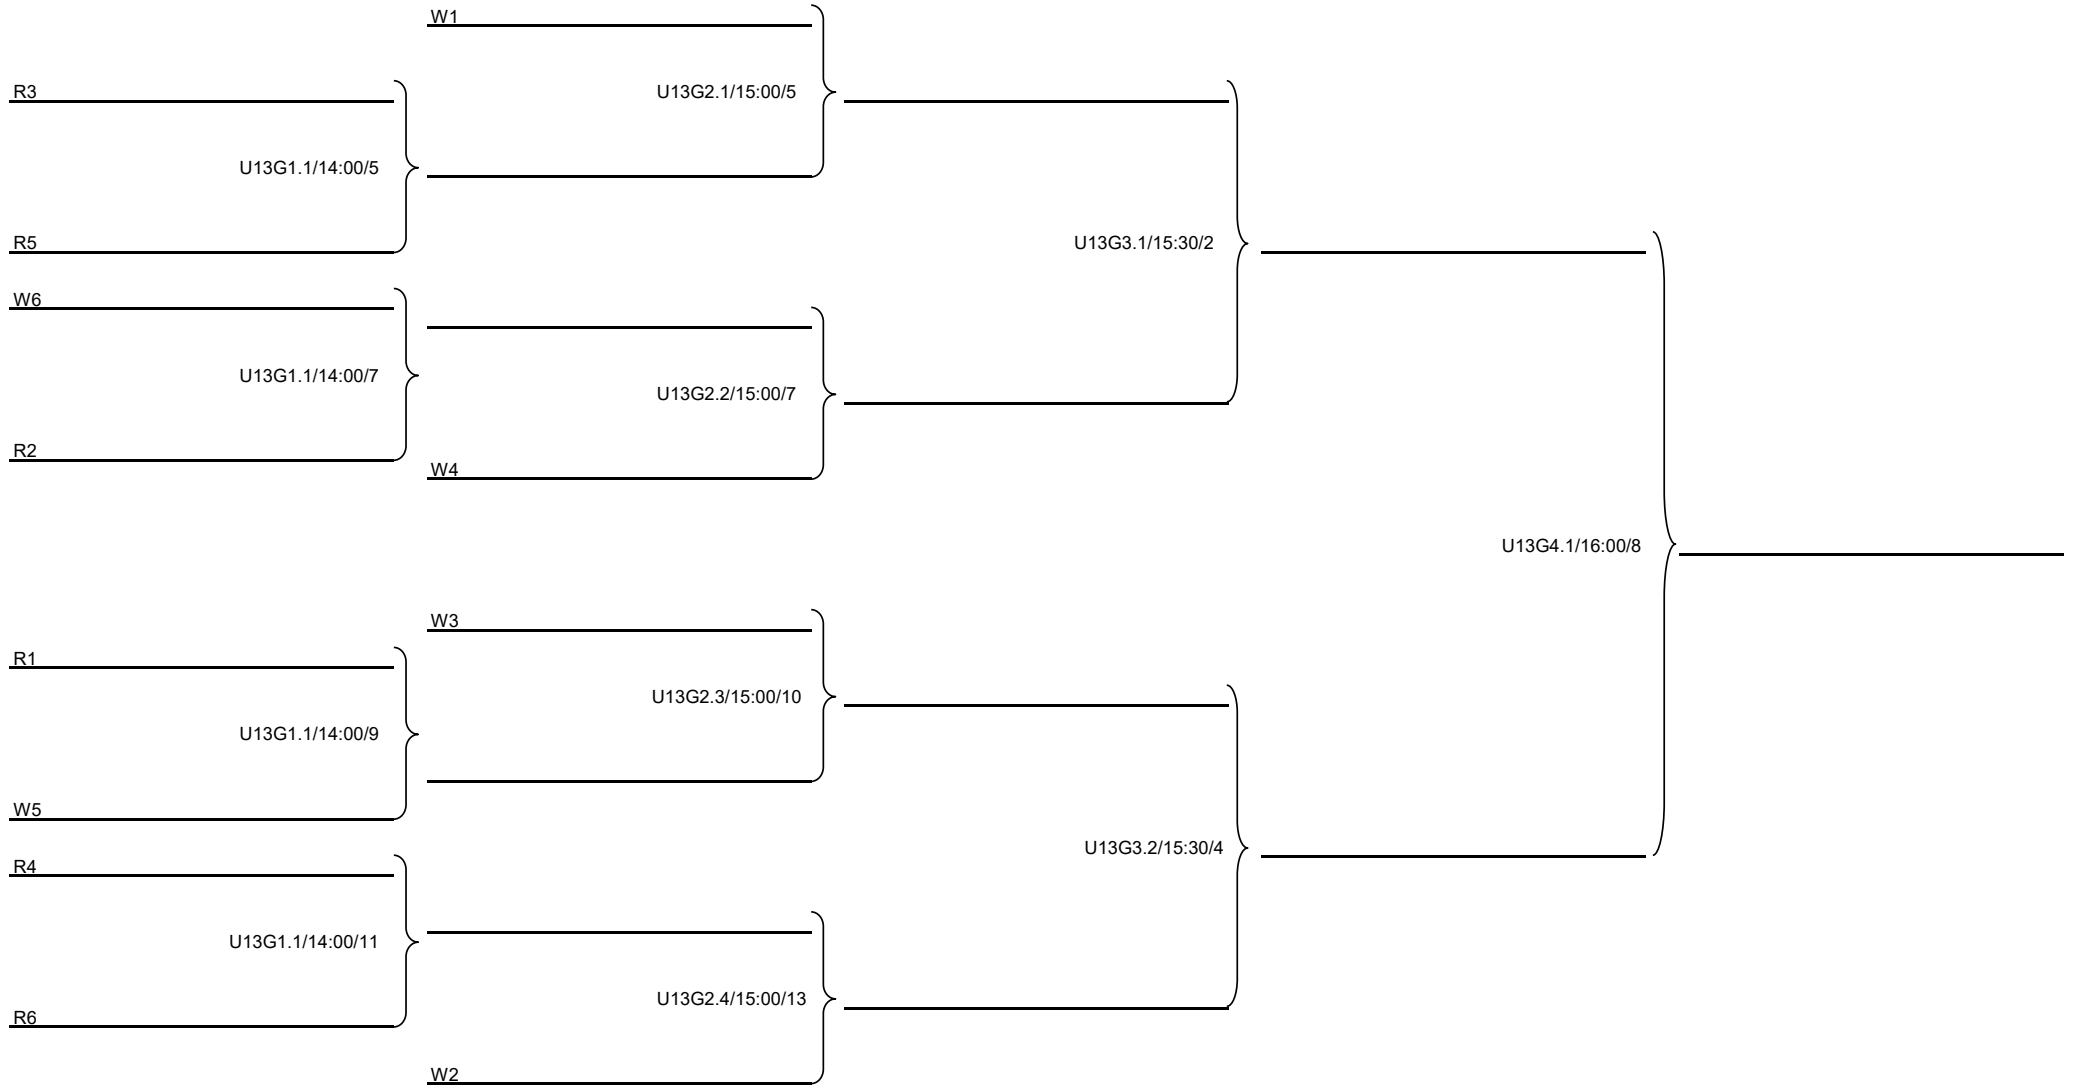 W1
R3
U13G2.1/15:00/5
U13G1.1/14:00/5
R5
U13G3.1/15:30/2
W6
U13G1.1/14:00/7
U13G2.2/15:00/7
R2
W4
U13G4.1/16:00/8
W3
R1
U13G2.3/15:00/10
U13G1.1/14:00/9
W5
U13G3.2/15:30/4
R4
U13G1.1/14:00/11
U13G2.4/15:00/13
R6
W2